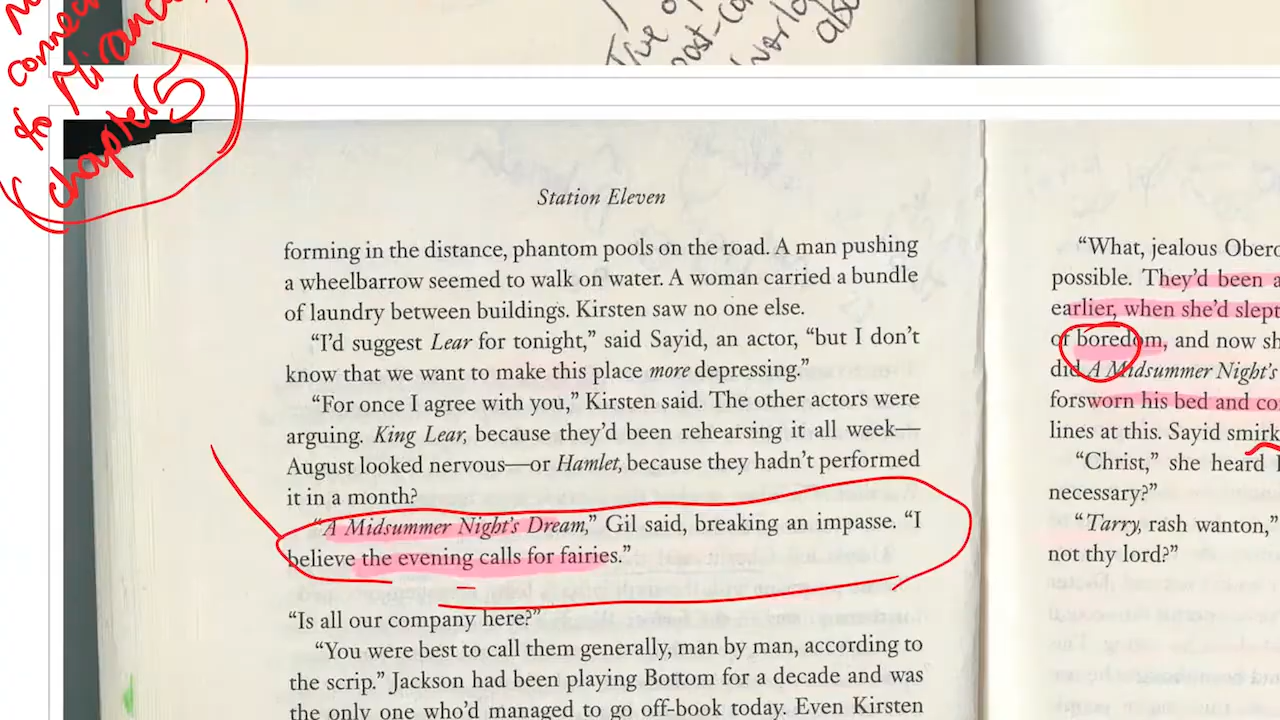 connec
to Miranda
(chapter 5)
Station Eleven
forming in the distance, phantom pools on the road. A man pushing
a wheelbarrow seemed to walk on water. A woman carried a bundle
of laundry between buildings. Kirsten saw no one else.
“I’d suggest Lear for tonight,” said Sayid, an actor, “but I don’t
know that we want to make this place more depressing.”
“For once I agree with you,” Kirsten said. The other actors were
arguing. King Lear, because they’d been rehearsing it all week—
August looked nervous—or Hamlet, because they hadn’t performed
it in a month?
“A Midsummer Night’s Dream,” Gil said, breaking an impasse. “I
believe the evening calls for fairies.”
“Is all our company here?”
“You were best to call them generally, man by man, according to
the scrip.” Jackson had been playing Bottom for a decade and was
the only one who’d managed to go off-book today. Even Kirsten
“What, jealous Obero
possible. They’d been a
earlier, when she’d slept
of boredom, and now sh
did A Midsummer Night’s
forsworn his bed and co
lines at this. Sayid smirk
“Christ,” she heard
necessary?”
“Tarry, rash wanton,”
not thy lord?”